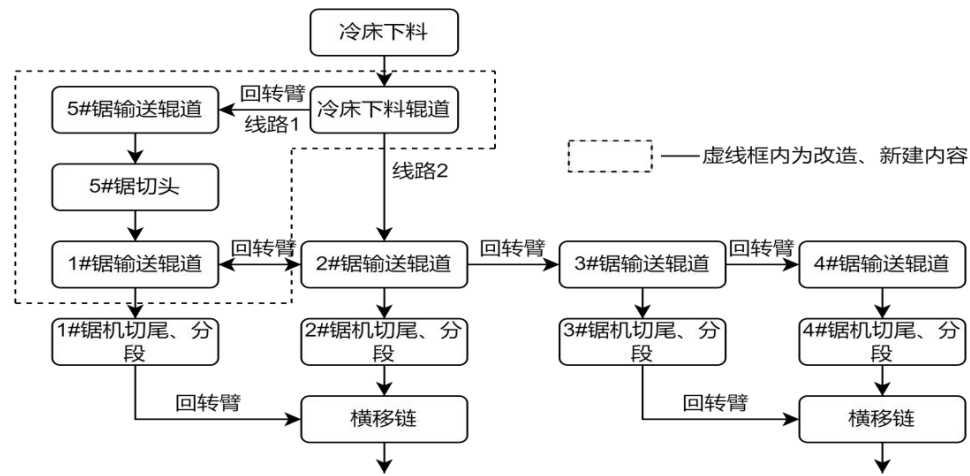 冷床下料
回转臂
5#锯输送辊道
冷床下料辊道
线路1
虚线框内为改造、新建内容
线路2
5#锯切头
回转臂
回转臂
回转臂
1#锯输送辊道
2#锯输送辊道
3#锯输送辊道
4#锯输送辊道
1#锯机切尾、分
段
2#锯机切尾、分
段
3#锯机切尾、分
段
4#锯机切尾、分
段
回转臂
横移链
回转臂
横移链